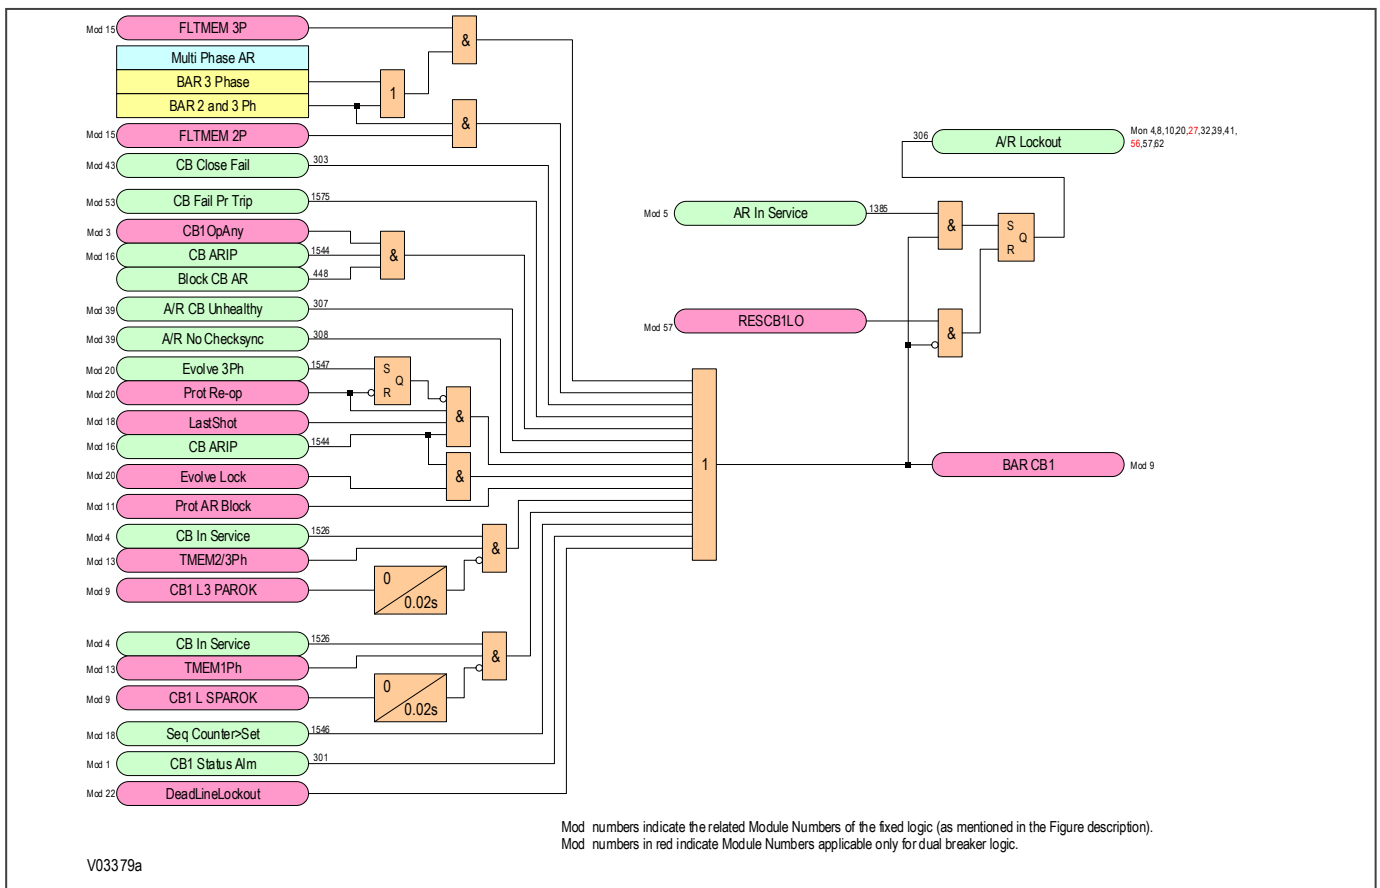 Mod 15 FLTMEM 3P
&
Multi Phase AR
BAR 3 Phase
BAR 2 and 3 Ph
1
&
Mod 15 FLTMEM 2P
Mod 43 CB Close Fail 303
Mod 53 CB Fail Pr Trip 1575
Mod 3 CB1OpAny
Mod 16 CB ARIP 1544
&
Block CB AR 448
Mod 39 A/R CB Unhealthy 307
Mod 39 A/R No Checksync 308
Mod 20 Evolve 3Ph 1547
S
Q
R
Mod 20 Prot Re-op
&
Mod 18 LastShot
Mod 16 CB ARIP 1544
Mod 20 Evolve Lock
&
Mod 11 Prot AR Block
Mod 4 CB In Service 1526
&
Mod 13 TMEM2/3Ph
Mod 9 CB1 L3 PAROK
0
0.02s
Mod 4 CB In Service 1526
&
Mod 13 TMEM1Ph
Mod 9 CB1 L SPAROK
0
0.02s
Mod 18 Seq Counter>Set 1546
Mod 1 CB1 Status Alm 301
Mod 22 DeadLineLockout
1
306 A/R Lockout
Mon 4,8,10,20,27,32,39,41,
56,57,62
Mod 5 AR In Service 1385
&
S
Q
R
Mod 57 RESCB1LO
&
BAR CB1 Mod 9
Mod numbers indicate the related Module Numbers of the fixed logic (as mentioned in the Figure description).
Mod numbers in red indicate Module Numbers applicable only for dual breaker logic.
V03379a